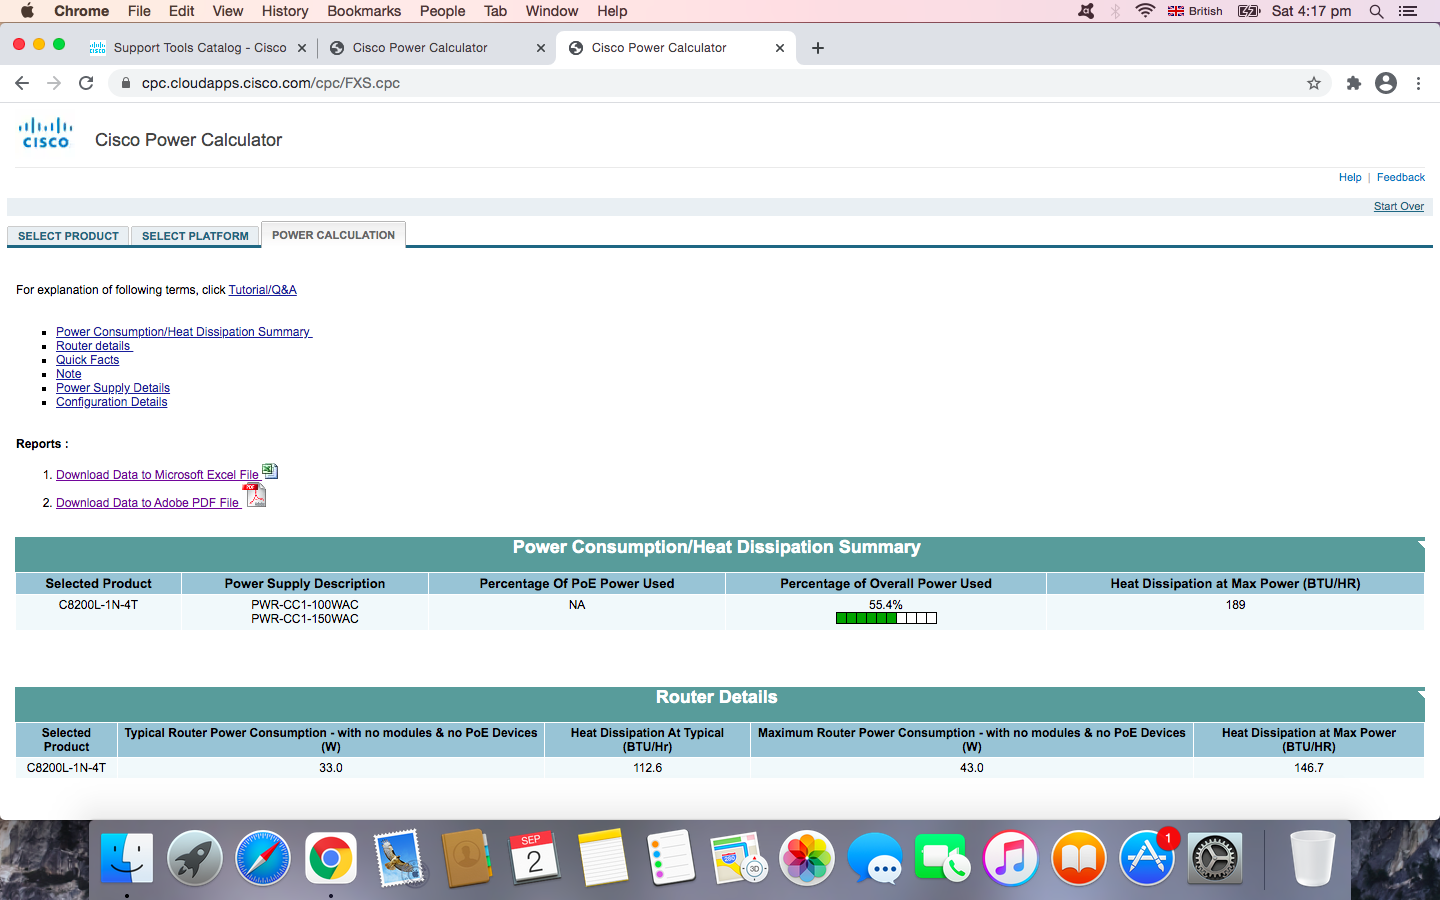 Chrome File Edit View History Bookmarks People Tab Window Help British Sat 4:17 pm
Support Tools Catalog - Cisco Cisco Power Calculator Cisco Power Calculator
cpc.cloudapps.cisco.com/cpc/FXS.cpc
CISCO Cisco Power Calculator
Help | Feedback
Start Over
SELECT PRODUCT SELECT PLATFORM POWER CALCULATION
For explanation of following terms, click Tutorial/Q&A
Power Consumption/Heat Dissipation Summary
Router details
Quick Facts
Note
Power Supply Details
Configuration Details
Reports :
1. Download Data to Microsoft Excel File
2. Download Data to Adobe PDF File
Power Consumption/Heat Dissipation Summary
Selected Product Power Supply Description Percentage Of PoE Power Used Percentage of Overall Power Used Heat Dissipation at Max Power (BTU/HR)
C8200L-1N-4T PWR-CC1-100WAC NA 55.4% 189
PWR-CC1-150WAC
Router Details
Selected Typical Router Power Consumption - with no modules & no PoE Devices Heat Dissipation At Typical Maximum Router Power Consumption - with no modules & no PoE Devices Heat Dissipation at Max Power
Product (W) (BTU/Hr) (W) (BTU/HR)
C8200L-1N-4T 33.0 112.6 43.0 146.7
SEP
2
280
3D
1